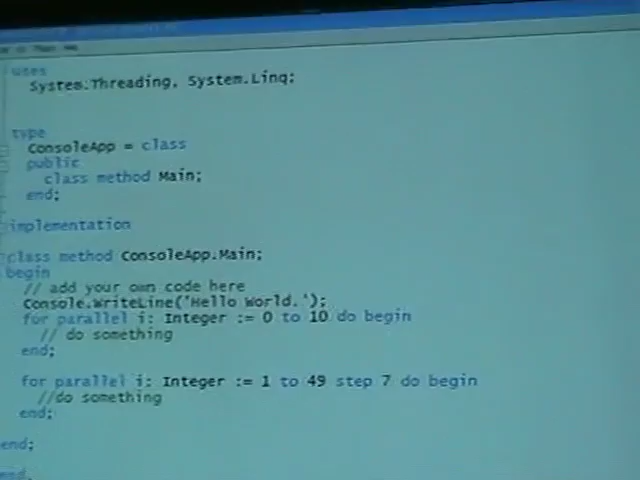 uses
System.Threading, System.Linq;
type
ConsoleApp = class
public
class method Main;
end;
implementation
class method ConsoleApp.Main;
begin
// add your own code here
Console.WriteLine('Hello World.');
for parallel i: Integer := 0 to 10 do begin
// do something
end;
for parallel i: Integer := 1 to 49 step 7 do begin
//do something
end;
end;
end.